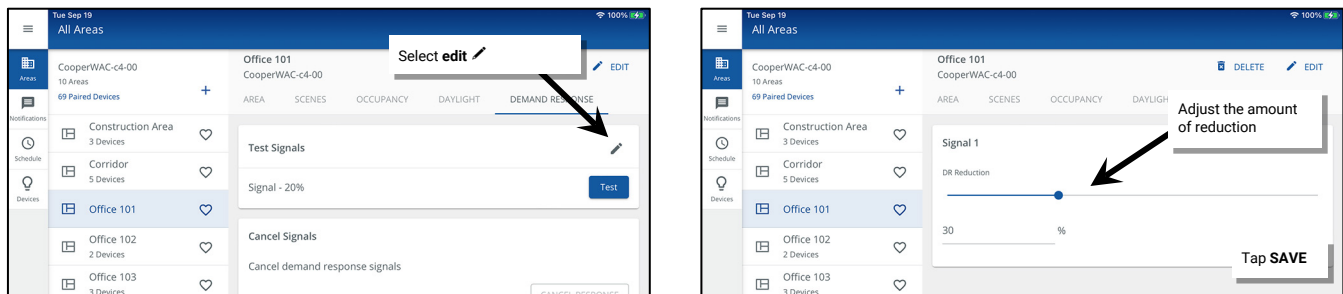 Tue Sep 19
100%
All Areas
Areas
Notifications
Schedule
Devices
CooperWAC-c4-00
10 Areas
69 Paired Devices
+
Construction Area
3 Devices
Corridor
5 Devices
Office 101
Office 102
2 Devices
Office 103
3 Devices
Office 101
CooperWAC-c4-00
EDIT
Select edit
AREA SCENES OCCUPANCY DAYLIGHT DEMAND RESPONSE
Test Signals
Signal - 20%
Test
Cancel Signals
Cancel demand response signals
CANCEL RESPONSE
Tue Sep 19
100%
All Areas
Areas
Notifications
Schedule
Devices
CooperWAC-c4-00
10 Areas
69 Paired Devices
+
Construction Area
3 Devices
Corridor
5 Devices
Office 101
Office 102
2 Devices
Office 103
3 Devices
Office 101
CooperWAC-c4-00
DELETE EDIT
AREA SCENES OCCUPANCY DAYLIGH
Adjust the amount
of reduction
Signal 1
DR Reduction
30 %
Tap SAVE